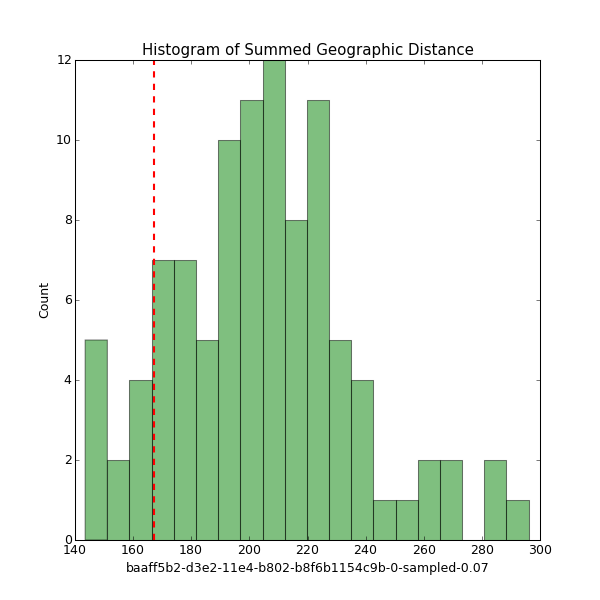 Histogram of Summed Geographic Distance
12
10
8
6
4
2
0
Count
140 160 180 200 220 240 260 280 300
baaff5b2-d3e2-11e4-b802-b8f6b1154c9b-0-sampled-0.07